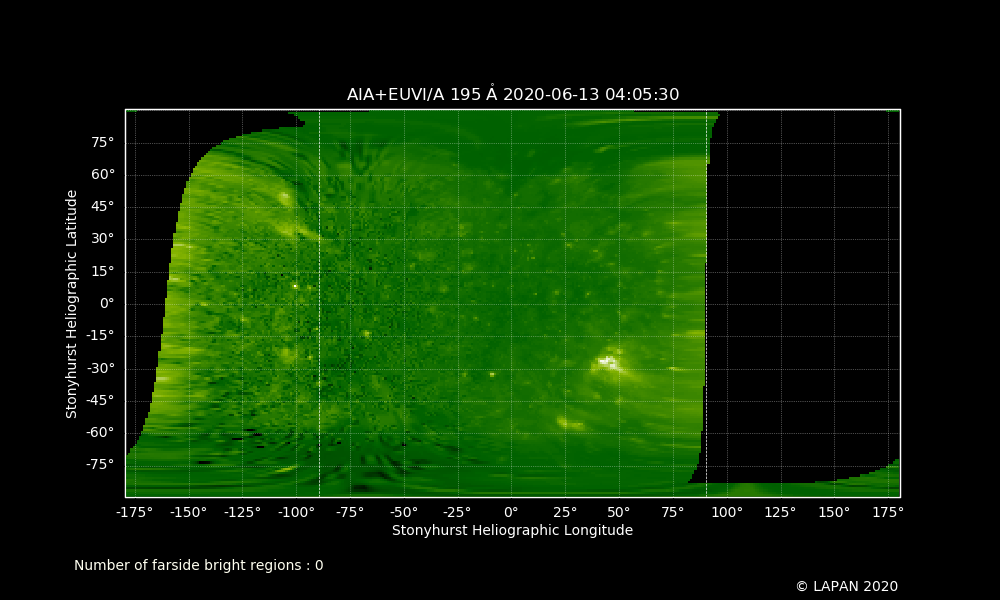 AIA+EUVI/A 195 Å 2020-06-13 04:05:30
75°
60°
45°
30°
15°
0°
-15°
-30°
-45°
-60°
-75°
Stonyhurst Heliographic Latitude
-175° -150° -125° -100° -75° -50° -25° 0° 25° 50° 75° 100° 125° 150° 175°
Stonyhurst Heliographic Longitude
Number of farside bright regions : 0
© LAPAN 2020